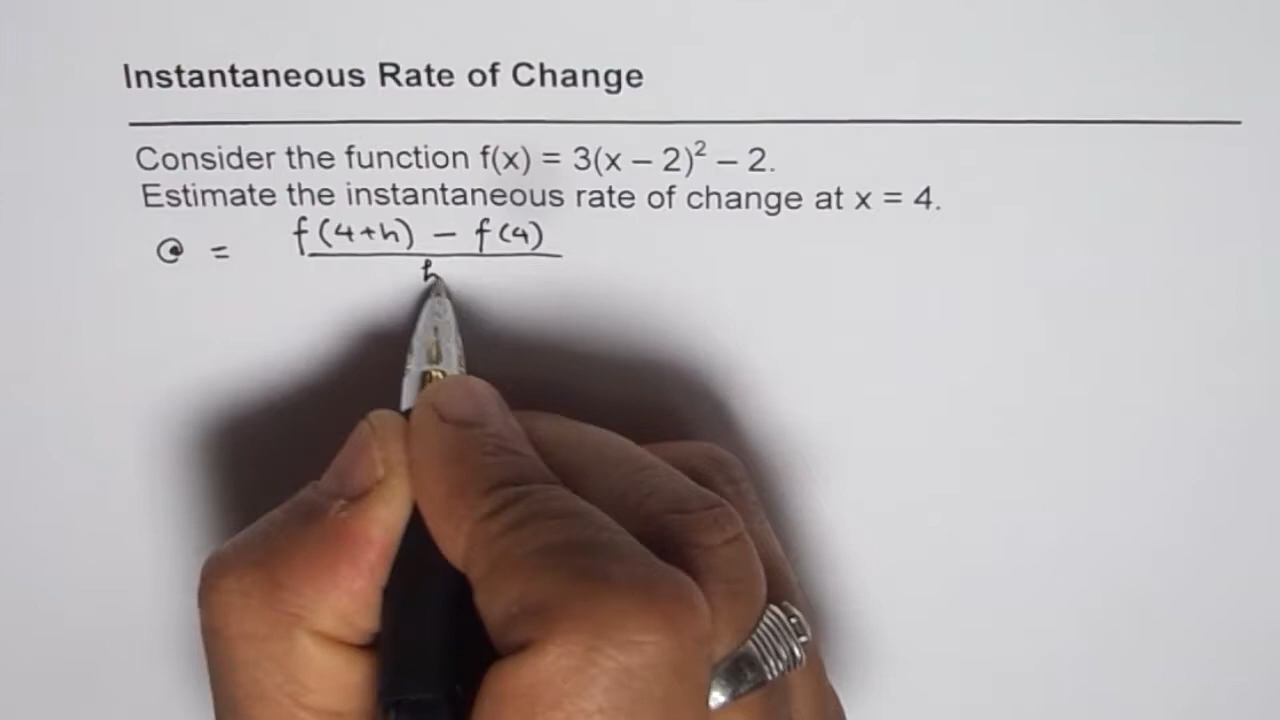 Instantaneous Rate of Change
Consider the function f(x) = 3(x – 2)² – 2.
Estimate the instantaneous rate of change at x = 4.
@ = f(4+h) – f(4)
h